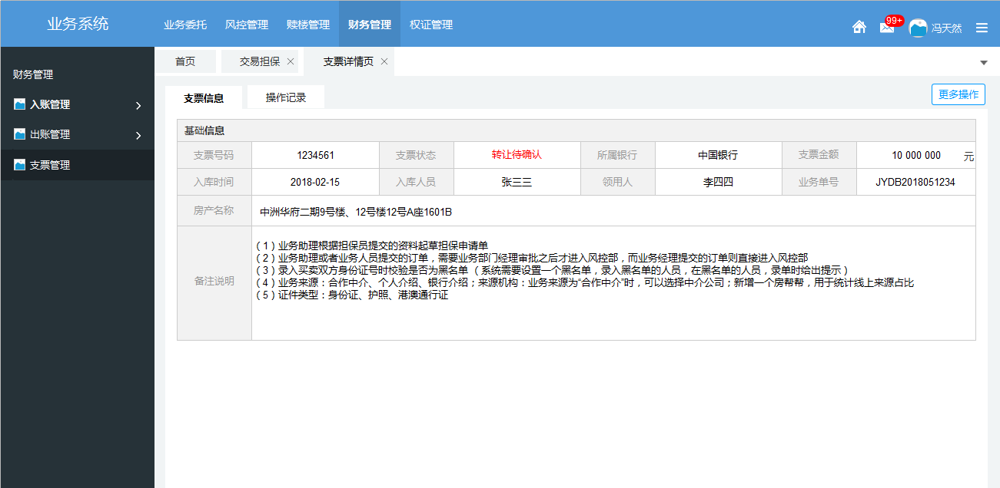 业务系统 业务委托 风控管理 赎楼管理 财务管理 权证管理 99+ 冯天然
财务管理
入账管理
出账管理
支票管理
首页 交易担保 支票详情页
支票信息 操作记录 更多操作
基础信息
支票号码 1234561 支票状态 转让待确认 所属银行 中国银行 支票金额 10 000 000 元
入库时间 2018-02-15 入库人员 张三三 领用人 李四四 业务单号 JYDB2018051234
房产名称 中洲华府二期9号楼、12号楼12号A座1601B
备注说明
(1)业务助理根据担保员提交的资料起草担保申请单
(2)业务助理或者业务人员提交的订单,需要业务部门经理审批之后才进入风控部,而业务经理提交的订单则直接进入风控部
(3)录入买卖双方身份证号时校验是否为黑名单 (系统需要设置一个黑名单,录入黑名单的人员,在黑名单的人员,录单时给出提示)
(4)业务来源:合作中介、个人介绍、银行介绍;来源机构:业务来源为“合作中介”时,可以选择中介公司;新增一个房帮帮,用于统计线上来源占比
(5)证件类型:身份证、护照、港澳通行证